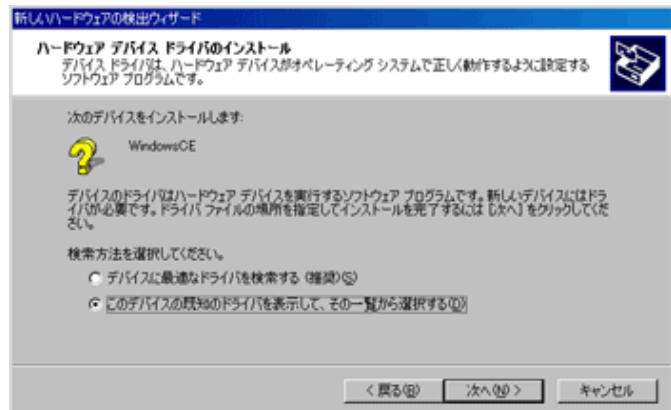 新しいハードウェアの検出ウィザード
ハードウェア デバイス ドライバのインストール
デバイス ドライバは、ハードウェア デバイスがオペレーティング システムで正しく動作するように設定する
ソフトウェア プログラムです。
次のデバイスをインストールします:
WindowsCE
デバイスのドライバはハードウェア デバイスを実行するソフトウェア プログラムです。新しいデバイスにはドラ
イバが必要です。ドライバ ファイルの場所を指定してインストールを完了するには [次へ] をクリックしてくだ
さい。
検索方法を選択してください。
デバイスに最適なドライバを検索する (推奨)(S)
このデバイスの既知のドライバを表示して、その一覧から選択する(D)
< 戻る(B) 次へ(N) > キャンセル